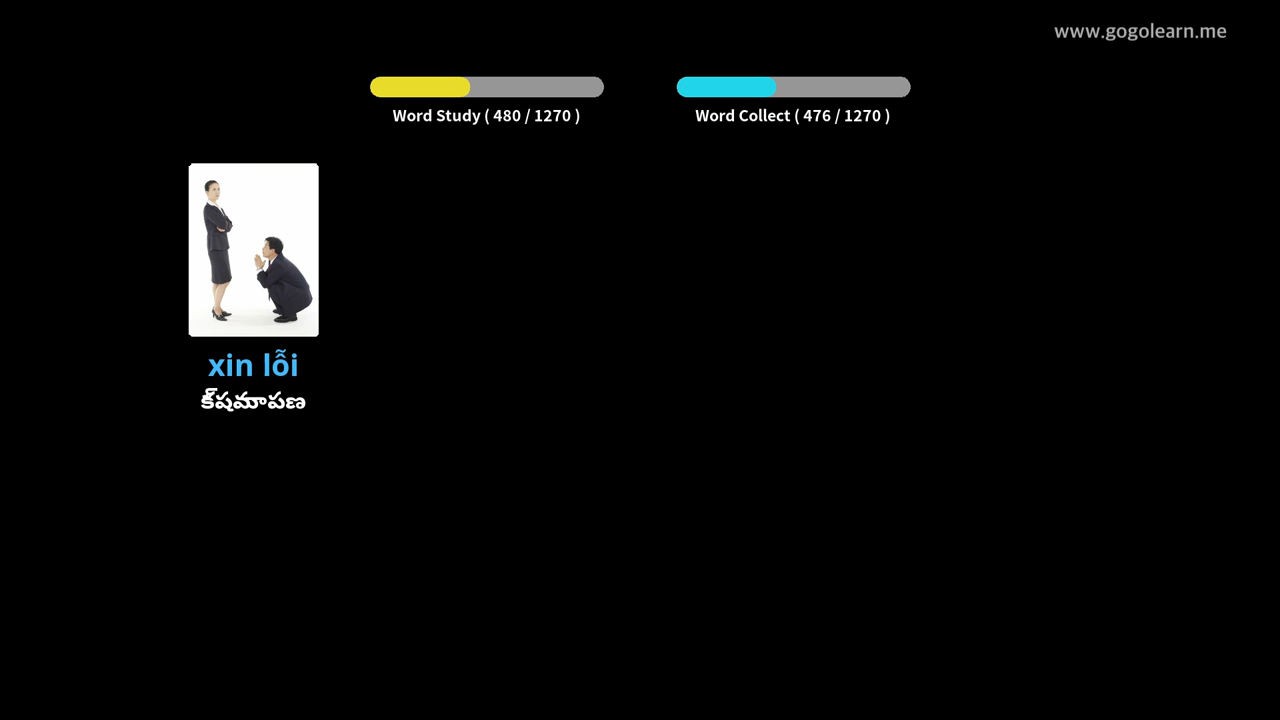 www.gogolearn.me
Word Study ( 480 / 1270 )
Word Collect ( 476 / 1270 )
xin lỗi
క్షమాపణ